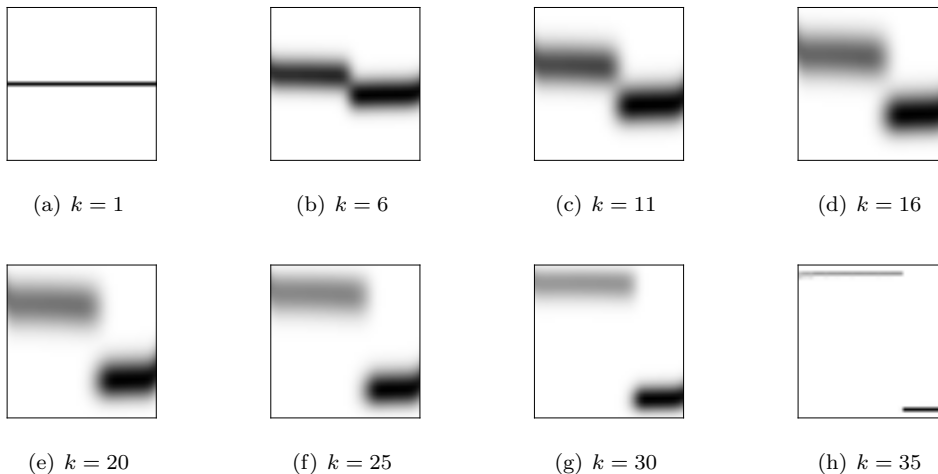 (a) k = 1
(b) k = 6
(c) k = 11
(d) k = 16
(e) k = 20
(f) k = 25
(g) k = 30
(h) k = 35